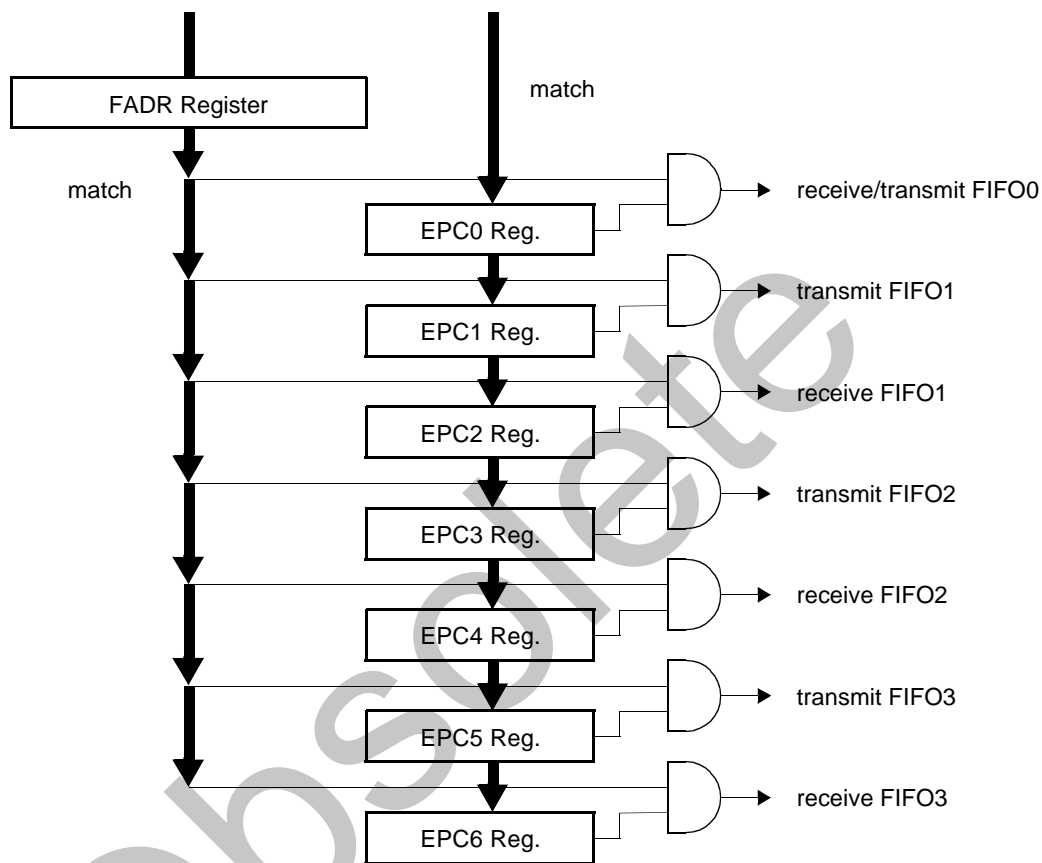 match
FADR Register
match
receive/transmit FIFO0
EPC0 Reg.
transmit FIFO1
EPC1 Reg.
receive FIFO1
EPC2 Reg.
transmit FIFO2
EPC3 Reg.
receive FIFO2
EPC4 Reg.
transmit FIFO3
EPC5 Reg.
receive FIFO3
EPC6 Reg.
obsolete